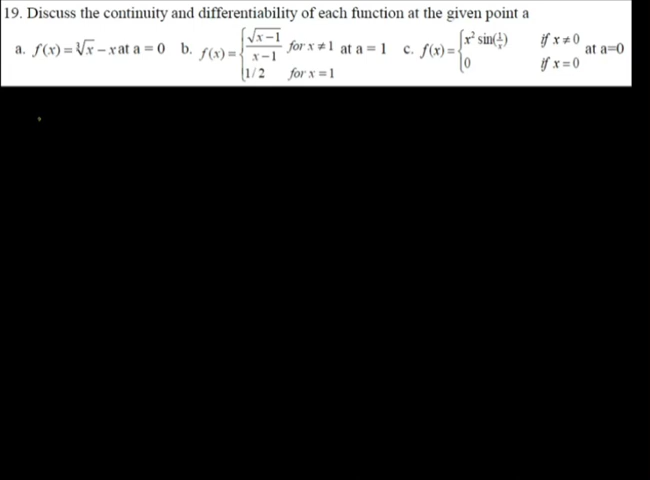 19. Discuss the continuity and differentiability of each function at the given point a
a. f(x) = ∛x – x at a = 0 b. f(x) = { (√x – 1)/(x – 1) for x ≠ 1 at a = 1 c. f(x) = { x² sin(1/x) if x ≠ 0 at a=0
1/2 for x = 1 0 if x = 0